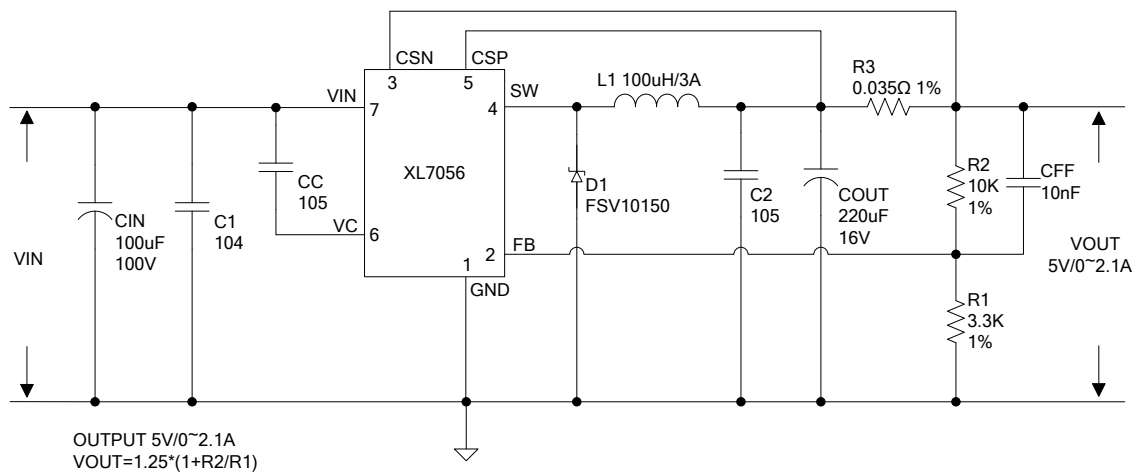 CSN
CSP
3
5
L1 100uH/3A
R3
0.035Ω 1%
SW
VIN
7
4
XL7056
CC
105
VC
6
CIN
100uF
100V
C1
104
D1
FSV10150
C2
105
COUT
220uF
16V
R2
10K
1%
CFF
10nF
FB
2
1
GND
VIN
VOUT
5V/0~2.1A
R1
3.3K
1%
OUTPUT 5V/0~2.1A
VOUT=1.25*(1+R2/R1)